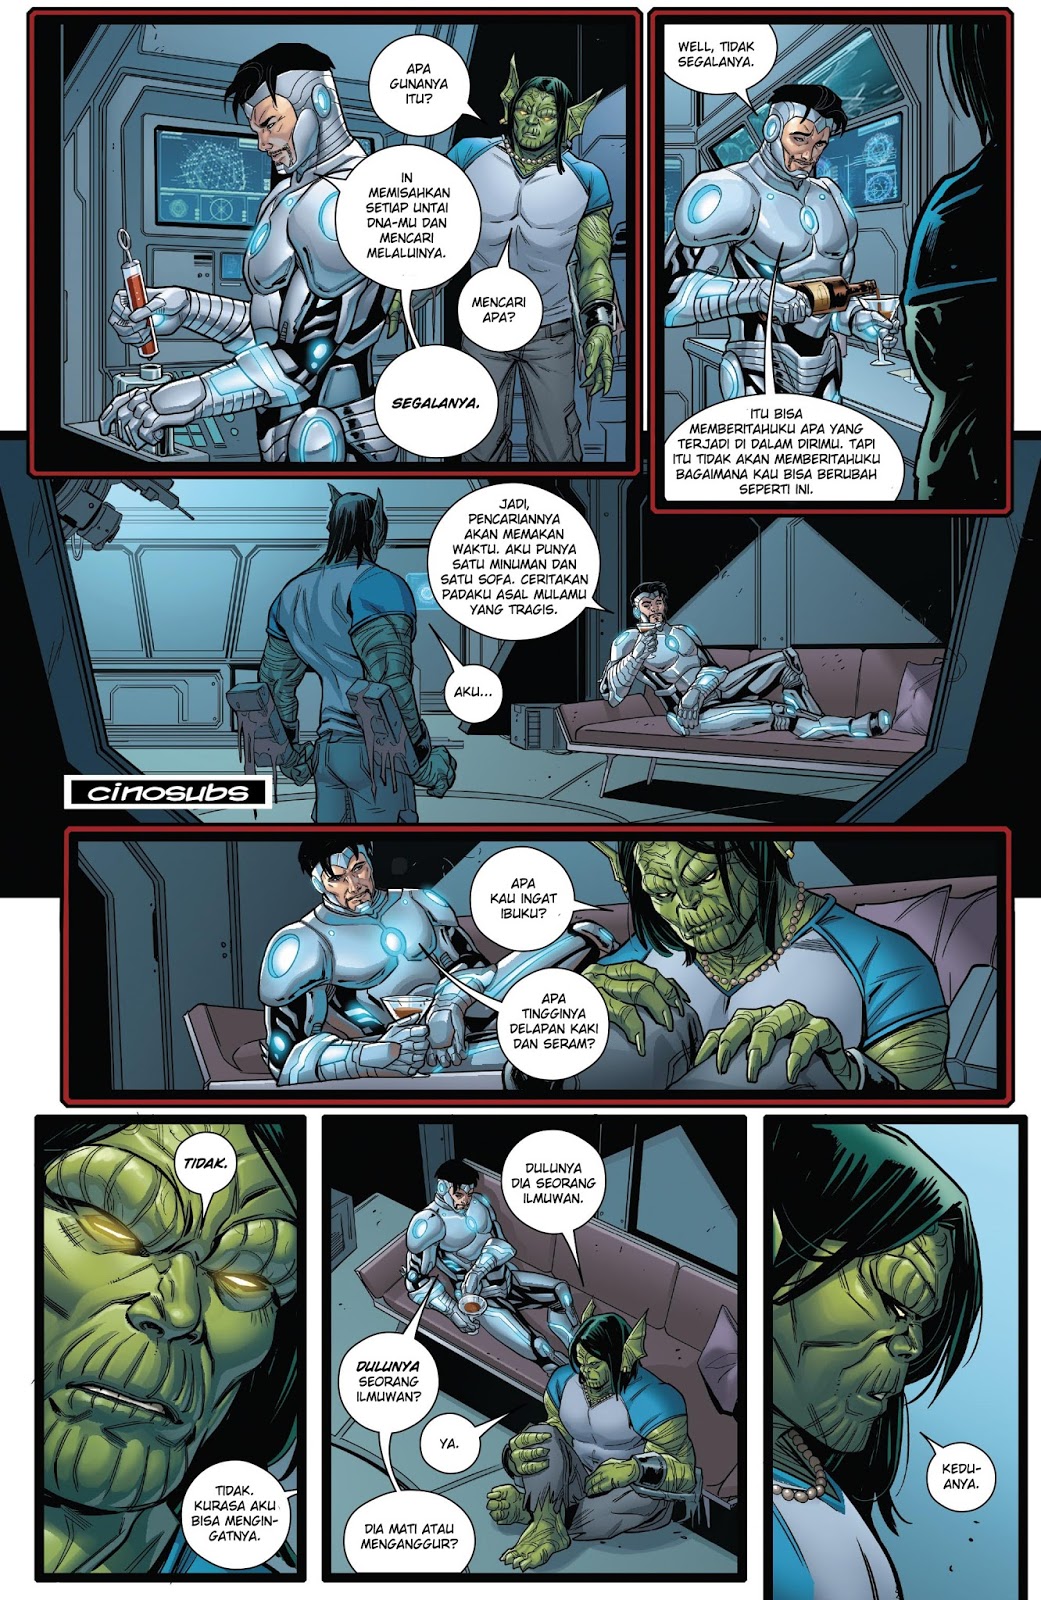 APA
GUNANYA
ITU?
IN
MEMISAHKAN
SETIAP UNTAI
DNA-MU DAN
MENCARI
MELALUINYA.
MENCARI
APA?
SEGALANYA.
WELL, TIDAK
SEGALANYA.
ITU BISA
MEMBERITAHUKU APA YANG
TERJADI DI DALAM DIRIMU. TAPI
ITU TIDAK AKAN MEMBERITAHUKU
BAGAIMANA KAU BISA BERUBAH
SEPERTI INI.
JADI,
PENCARIANNYA
AKAN MEMAKAN
WAKTU. AKU PUNYA
SATU MINUMAN DAN
SATU SOFA. CERITAKAN
PADAKU ASAL MULAMU
YANG TRAGIS.
AKU...
cinosubs
APA
KAU INGAT
IBUKU?
APA
TINGGINYA
DELAPAN KAKI
DAN SERAM?
TIDAK.
TIDAK.
KURASA AKU
BISA MENGIN-
GATNYA.
DULUNYA
DIA SEORANG
ILMUWAN.
DULUNYA
SEORANG
ILMUWAN?
YA.
DIA MATI ATAU
MENGANGGUR?
KEDU-
ANYA.